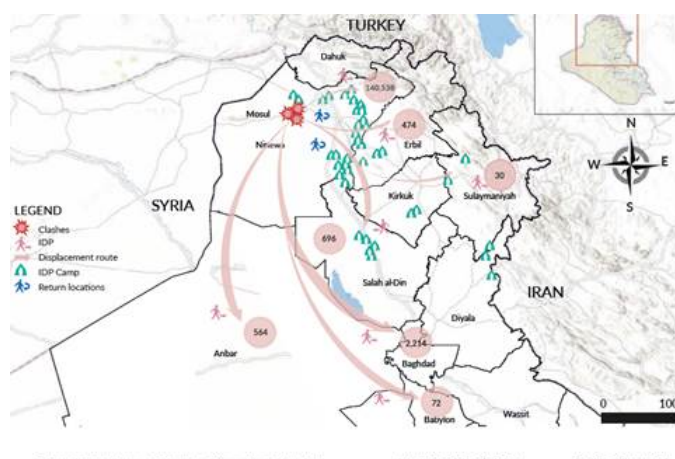 TURKEY
Dahuk
140,538
Mosul
474
Ninewa
Erbil
N
W
E
S
30
Kirkuk
Sulaymaniyah
SYRIA
LEGEND
Clashes
IDP
Displacement route
IDP Camp
Return locations
696
Salah al-Din
IRAN
564
Diyala
Anbar
2,214
Baghdad
72
Babylon
Wassit
0
100